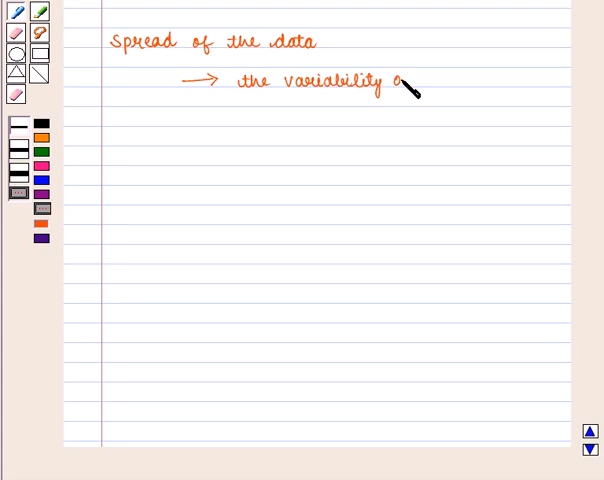 Spread of the data
→ the variability